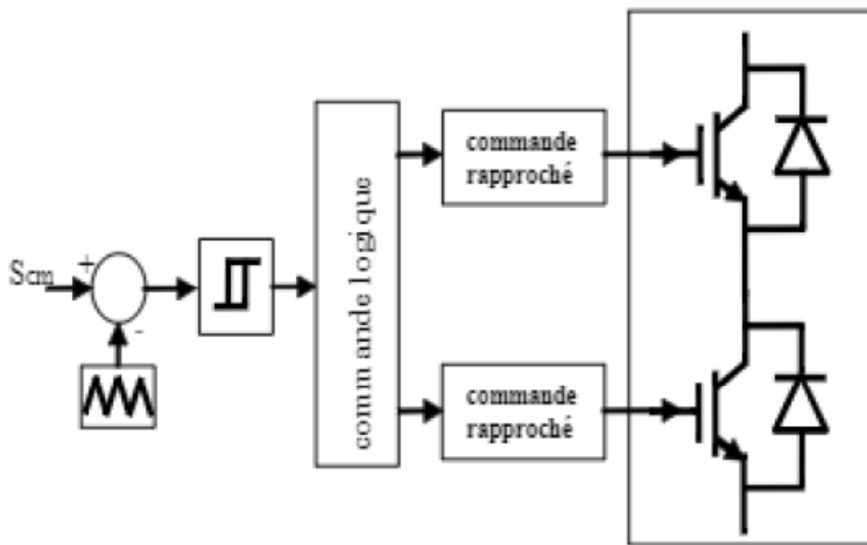 Scm
+
-
commande logique
commande
rapproché
commande
rapproché